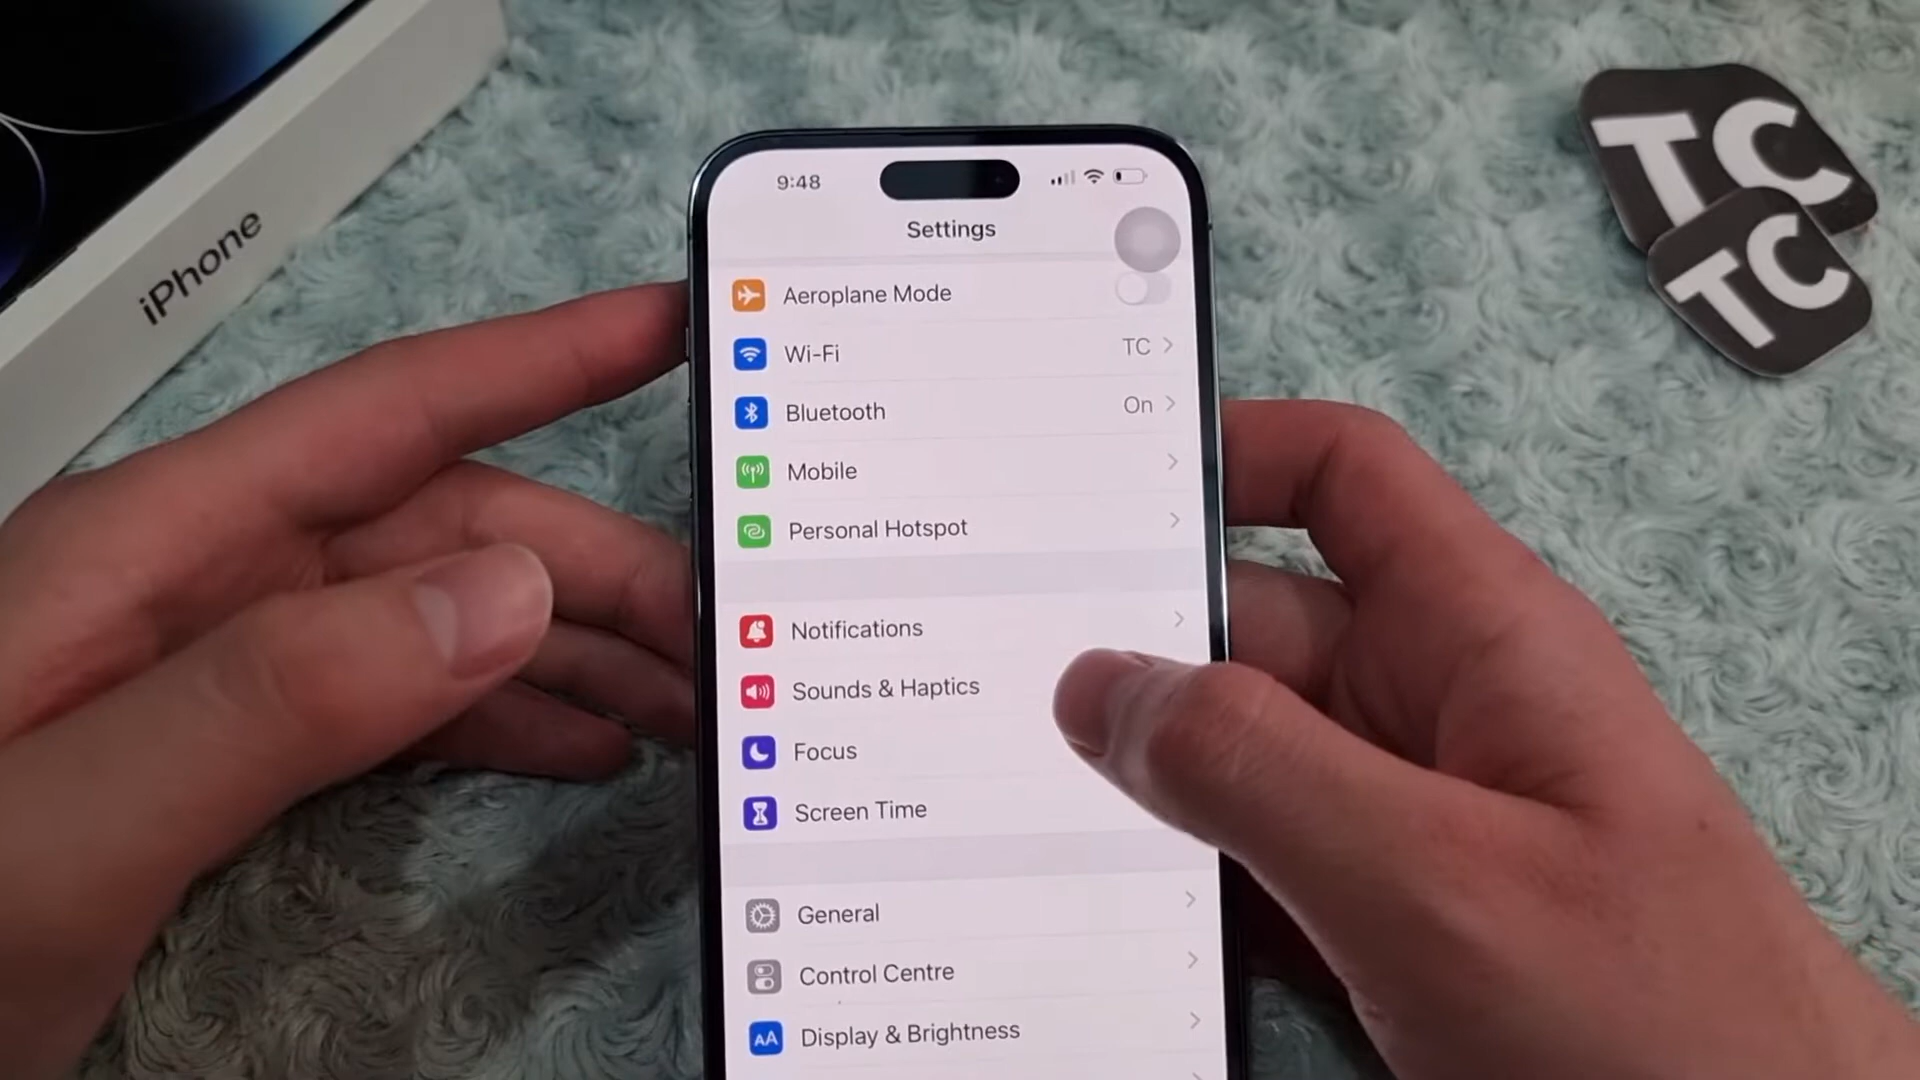 iPhone
TC
TC
9:48
Settings
Aeroplane Mode
Wi-Fi TC
Bluetooth On
Mobile
Personal Hotspot
Notifications
Sounds & Haptics
Focus
Screen Time
General
Control Centre
AA Display & Brightness